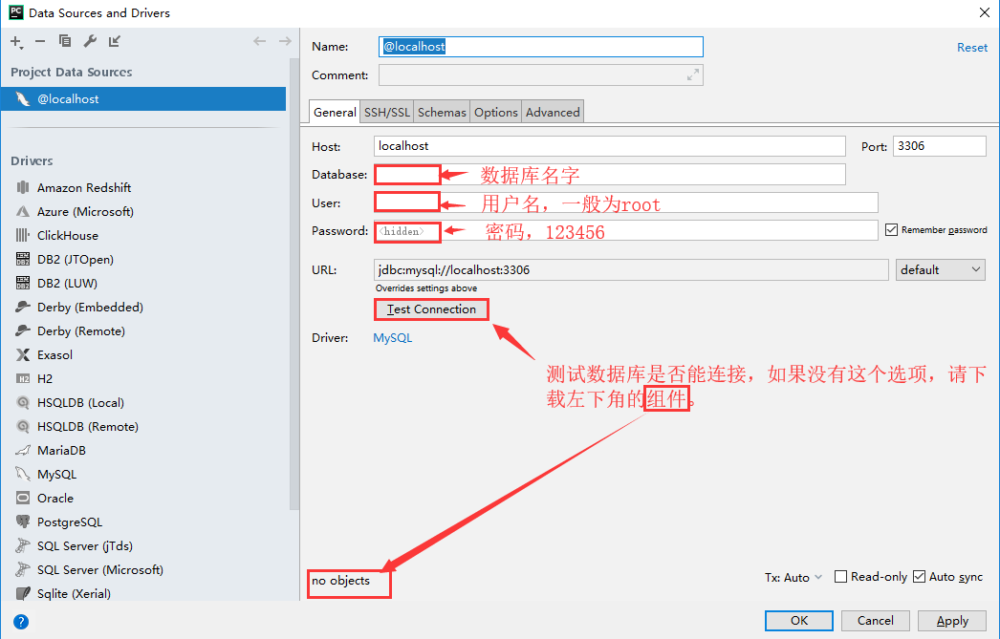 PC Data Sources and Drivers
Project Data Sources
@localhost
Drivers
Amazon Redshift
Azure (Microsoft)
ClickHouse
DB2 (JTOpen)
DB2 (LUW)
Derby (Embedded)
Derby (Remote)
Exasol
H2
HSQLDB (Local)
HSQLDB (Remote)
MariaDB
MySQL
Oracle
PostgreSQL
SQL Server (jTds)
SQL Server (Microsoft)
Sqlite (Xerial)
Name: @localhost Reset
Comment:
General SSH/SSL Schemas Options Advanced
Host: localhost Port: 3306
Database: 数据库名字
User: 用户名，一般为root
Password: <hidden> 密码，123456 Remember password
URL: jdbc:mysql://localhost:3306 default
Overrides settings above
Test Connection
Driver: MySQL
测试数据库是否能连接，如果没有这个选项，请下
载左下角的组件。
no objects
Tx: Auto Read-only Auto sync
? OK Cancel Apply